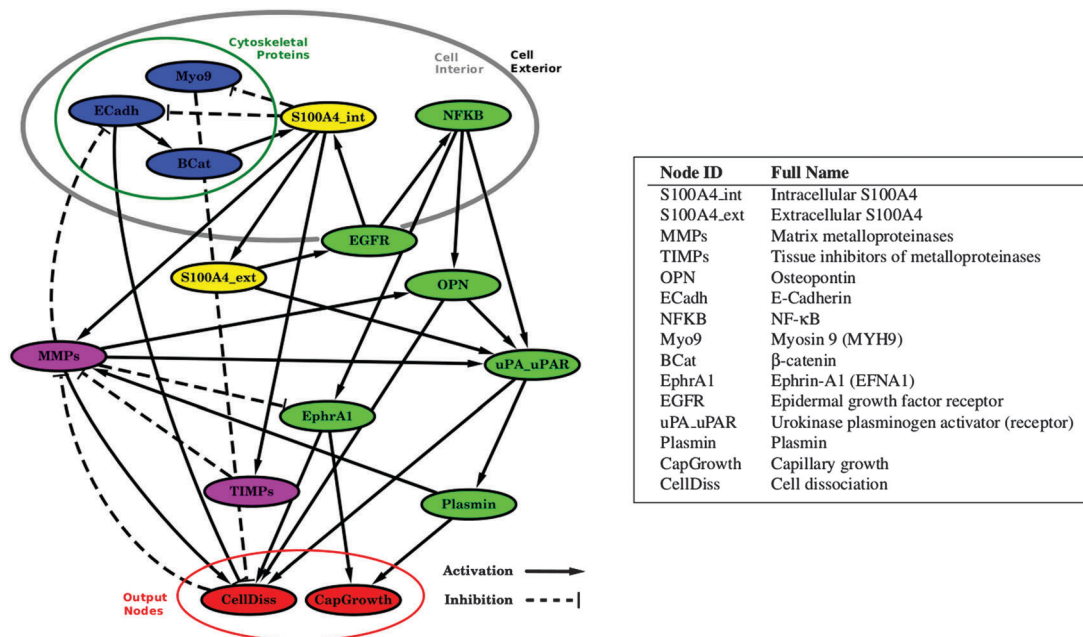 Cytoskeletal
Proteins
Cell
Interior
Cell
Exterior
Myo9
ECadh
S100A4_int
NFKB
BCat
EGFR
S100A4_ext
OPN
MMPs
uPA_uPAR
EphrA1
TIMPs
Plasmin
Output
Nodes
CellDiss
CapGrowth
Activation
Inhibition
Node ID Full Name
S100A4_int Intracellular S100A4
S100A4_ext Extracellular S100A4
MMPs Matrix metalloproteinases
TIMPs Tissue inhibitors of metalloproteinases
OPN Osteopontin
ECadh E-Cadherin
NFKB NF-κB
Myo9 Myosin 9 (MYH9)
BCat β-catenin
EphrA1 Ephrin-A1 (EFNA1)
EGFR Epidermal growth factor receptor
uPA_uPAR Urokinase plasminogen activator (receptor)
Plasmin Plasmin
CapGrowth Capillary growth
CellDiss Cell dissociation